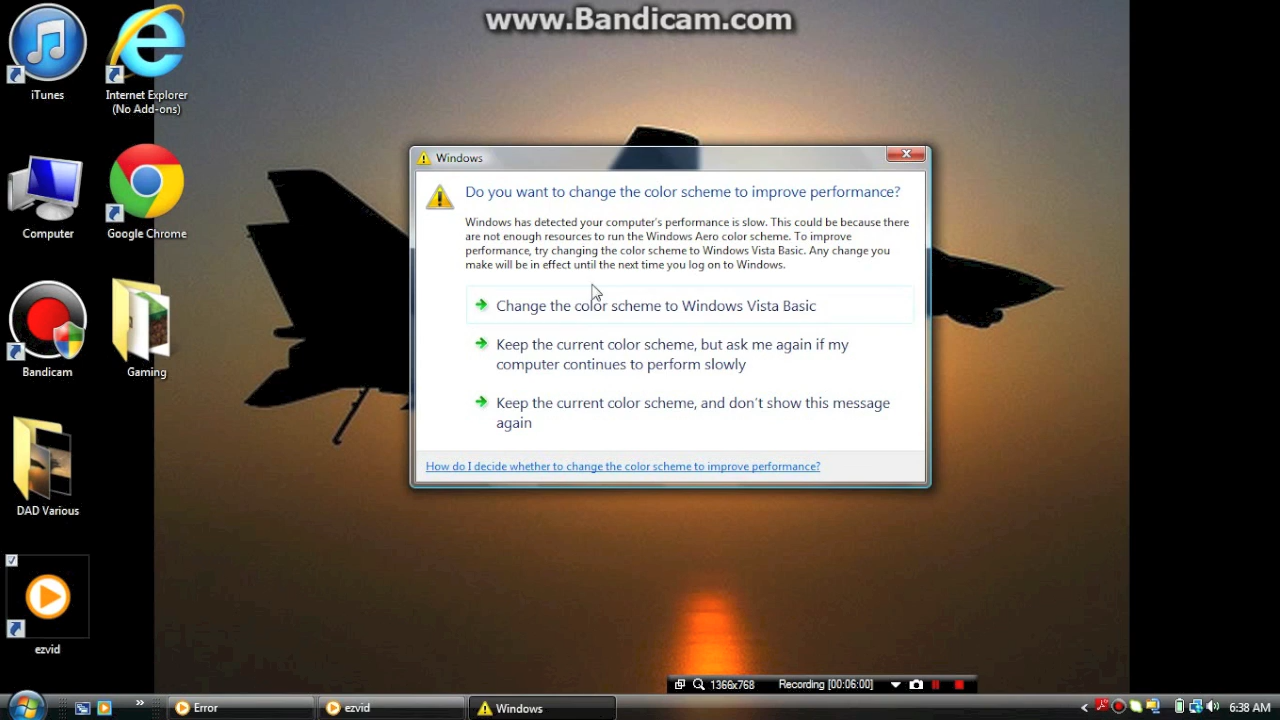 www.Bandicam.com
iTunes
Internet Explorer
(No Add-ons)
Computer
Google Chrome
Bandicam
Gaming
DAD Various
ezvid
Windows
Do you want to change the color scheme to improve performance?
Windows has detected your computer's performance is slow. This could be because there
are not enough resources to run the Windows Aero color scheme. To improve
performance, try changing the color scheme to Windows Vista Basic. Any change you
make will be in effect until the next time you log on to Windows.
Change the color scheme to Windows Vista Basic
Keep the current color scheme, but ask me again if my
computer continues to perform slowly
Keep the current color scheme, and don't show this message
again
How do I decide whether to change the color scheme to improve performance?
1366x768 Recording [00:06:00]
Error
ezvid
Windows
6:38 AM